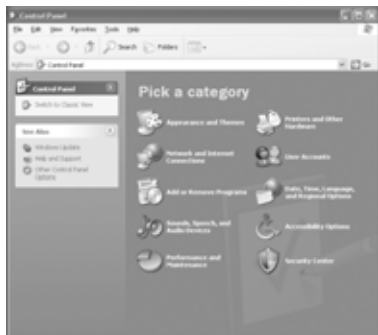 Control Panel
File Edit View Favorites Tools Help
Back Search Folders
Address Control Panel Go
Control Panel
Switch to Classic View
See Also
Windows Update
Help and Support
Other Control Panel
Options
Pick a category
Appearance and Themes
Printers and Other
Hardware
Network and Internet
Connections
User Accounts
Add or Remove Programs
Date, Time, Language,
and Regional Options
Sounds, Speech, and
Audio Devices
Accessibility Options
Performance and
Maintenance
Security Center